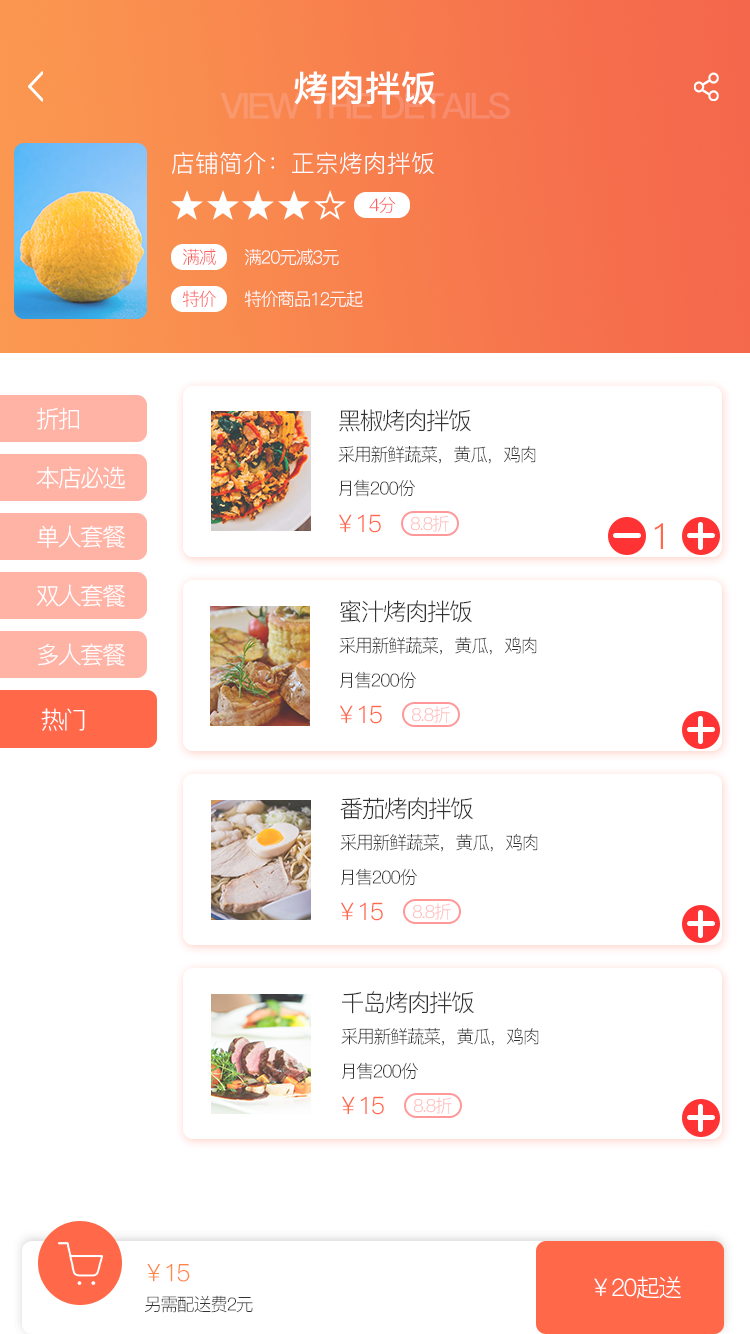 烤肉拌饭
VIEW THE DETAILS
店铺简介：正宗烤肉拌饭
4分
满减 满20元减3元
特价 特价商品12元起
折扣
本店必选
单人套餐
双人套餐
多人套餐
热门
黑椒烤肉拌饭
采用新鲜蔬菜，黄瓜，鸡肉
月售200份
￥15 8.8折
1
蜜汁烤肉拌饭
采用新鲜蔬菜，黄瓜，鸡肉
月售200份
￥15 8.8折
番茄烤肉拌饭
采用新鲜蔬菜，黄瓜，鸡肉
月售200份
￥15 8.8折
千岛烤肉拌饭
采用新鲜蔬菜，黄瓜，鸡肉
月售200份
￥15 8.8折
￥15
另需配送费2元
￥20起送